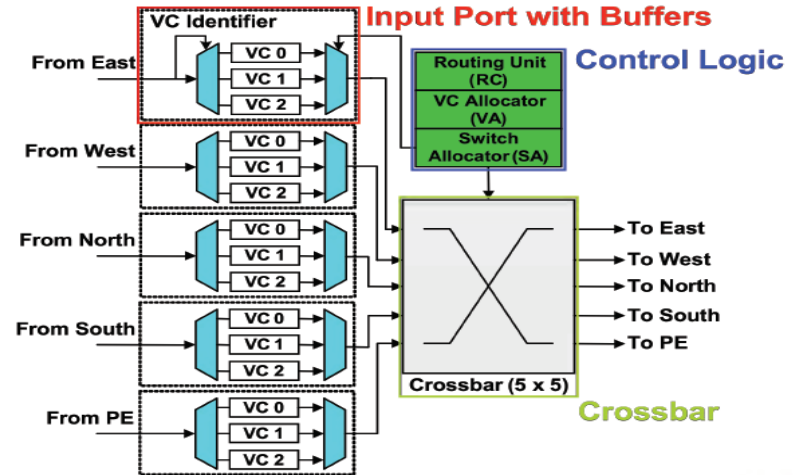 VC Identifier
Input Port with Buffers
From East
VC 0
VC 1
VC 2
Routing Unit
(RC)
VC Allocator
(VA)
Switch
Allocator (SA)
Control Logic
From West
VC 0
VC 1
VC 2
From North
VC 0
VC 1
VC 2
From South
VC 0
VC 1
VC 2
From PE
VC 0
VC 1
VC 2
To East
To West
To North
To South
To PE
Crossbar (5 x 5)
Crossbar